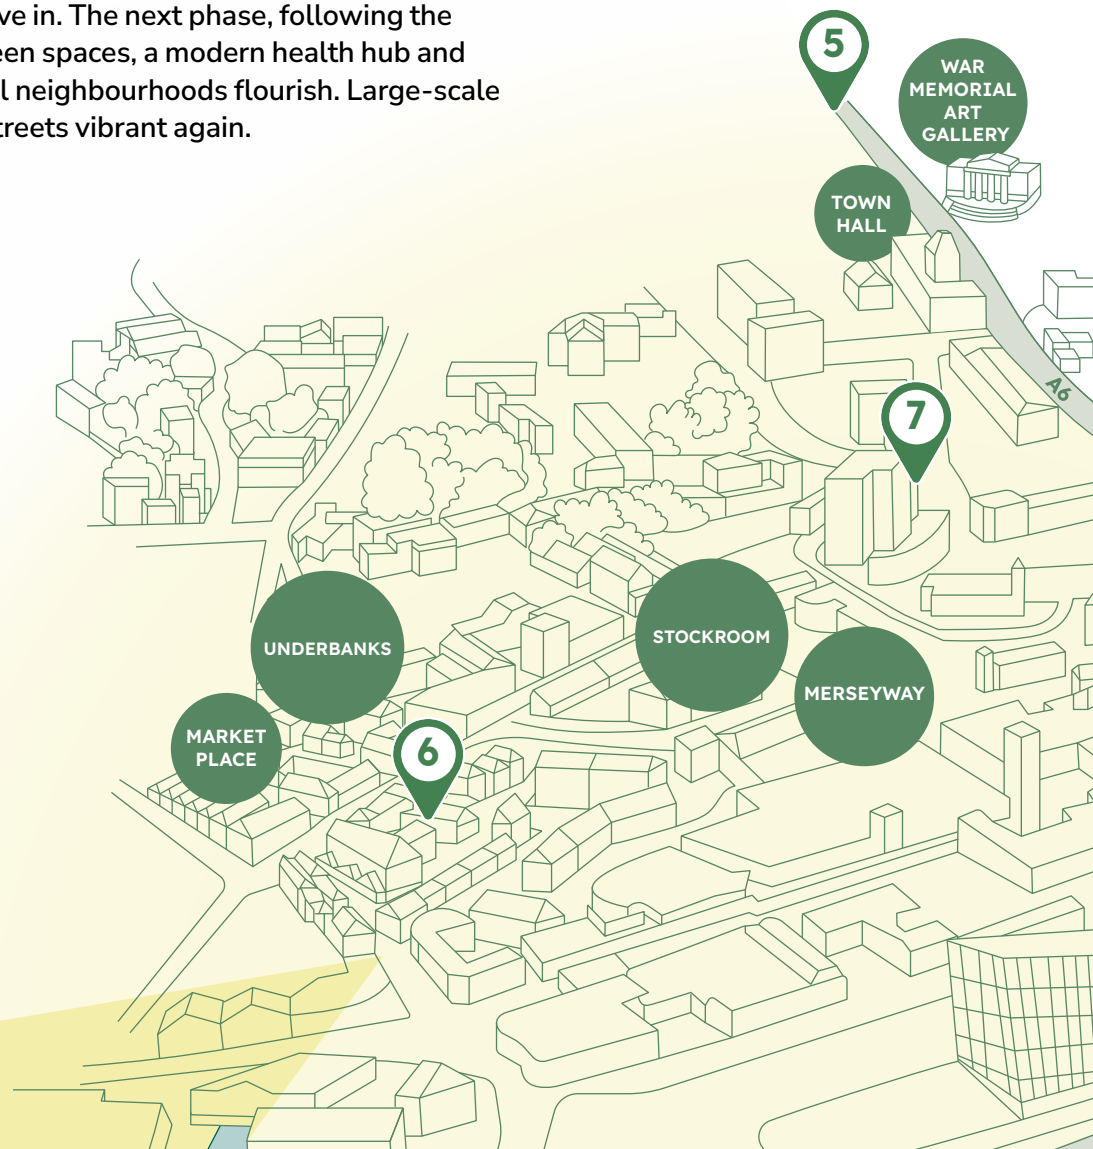 ve in. The next phase, following the
een spaces, a modern health hub and
l neighbourhoods flourish. Large-scale
treets vibrant again.
5
WAR
MEMORIAL
ART
GALLERY
TOWN
HALL
A6
7
UNDERBANKS
STOCKROOM
MERSEYWAY
MARKET
PLACE
6